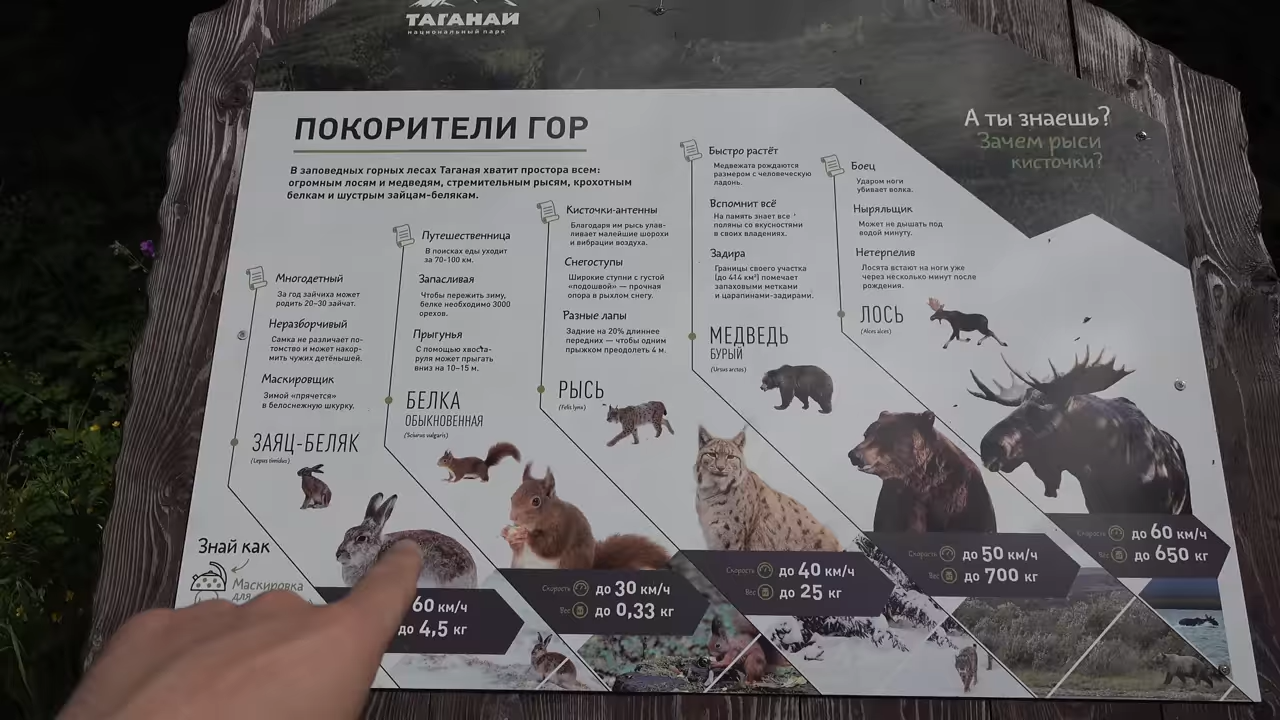 ТАГАНАЙ
национальный парк
ПОКОРИТЕЛИ ГОР
В заповедных горных лесах Таганая хватит простора всем:
огромным лосям и медведям, стремительным рысям, крохотным
белкам и шустрым зайцам-белякам.
А ты знаешь?
Зачем рыси
кисточки?
Многодетный
За год зайчиха может
родить 20–30 зайчат.
Неразборчивый
Самка не различает по-
томство и может накор-
мить чужих детёнышей.
Маскировщик
Зимой «прячется»
в белоснежную шкурку.
ЗАЯЦ-БЕЛЯК
(Lepus timidus)
Путешественница
В поисках еды уходит
за 70-100 км.
Запасливая
Чтобы пережить зиму,
белке необходимо 3000
орехов.
Прыгунья
С помощью хвоста-
руля может прыгать
вниз на 10–15 м.
БЕЛКА
ОБЫКНОВЕННАЯ
(Sciurus vulgaris)
Кисточки-антенны
Благодаря им рысь улав-
ливает малейшие шорохи
и вибрации воздуха.
Снегоступы
Широкие ступни с густой
«подошвой» — прочная
опора в рыхлом снегу.
Разные лапы
Задние на 20% длиннее
передних — чтобы одним
прыжком преодолеть 4 м.
РЫСЬ
(Felis lynx)
Быстро растёт
Медвежата рождаются
размером с человеческую
ладонь.
Вспомнит всё
На память знает все
поляны со вкусностями
в своих владениях.
Задира
Границы своего участка
(до 414 км²) помечает
запаховыми метками
и царапинами-задирами.
МЕДВЕДЬ
БУРЫЙ
(Ursus arctos)
Боец
Ударом ноги
убивает волка.
Ныряльщик
Может не дышать под
водой минуту.
Нетерпелив
Лосята встают на ноги уже
через несколько минут после
рождения.
ЛОСЬ
(Alces alces)
Знай как
Маскировка
для
60 км/ч
до 4,5 кг
Скорость до 30 км/ч
Вес до 0,33 кг
Скорость до 40 км/ч
Вес до 25 кг
Скорость до 50 км/ч
Вес до 700 кг
Скорость до 60 км/ч
Вес до 650 кг